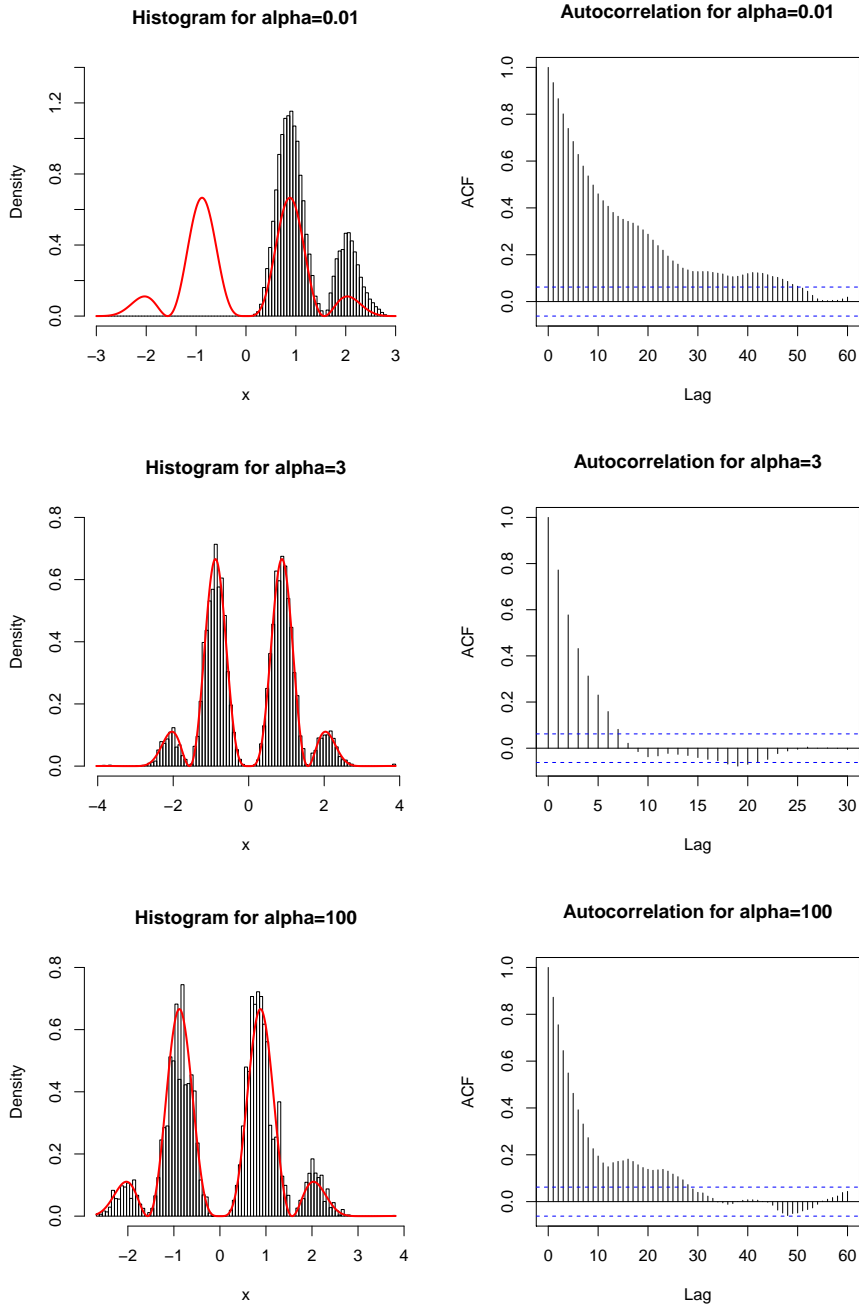 Histogram for alpha=0.01
Density
0.0 0.4 0.8 1.2
−3 −2 −1 0 1 2 3
x
Autocorrelation for alpha=0.01
ACF
0.0 0.2 0.4 0.6 0.8 1.0
0 10 20 30 40 50 60
Lag
Histogram for alpha=3
Density
0.0 0.2 0.4 0.6 0.8
−4 −2 0 2 4
x
Autocorrelation for alpha=3
ACF
0.0 0.2 0.4 0.6 0.8 1.0
0 5 10 15 20 25 30
Lag
Histogram for alpha=100
Density
0.0 0.2 0.4 0.6 0.8
−2 −1 0 1 2 3 4
x
Autocorrelation for alpha=100
ACF
0.0 0.2 0.4 0.6 0.8 1.0
0 10 20 30 40 50 60
Lag